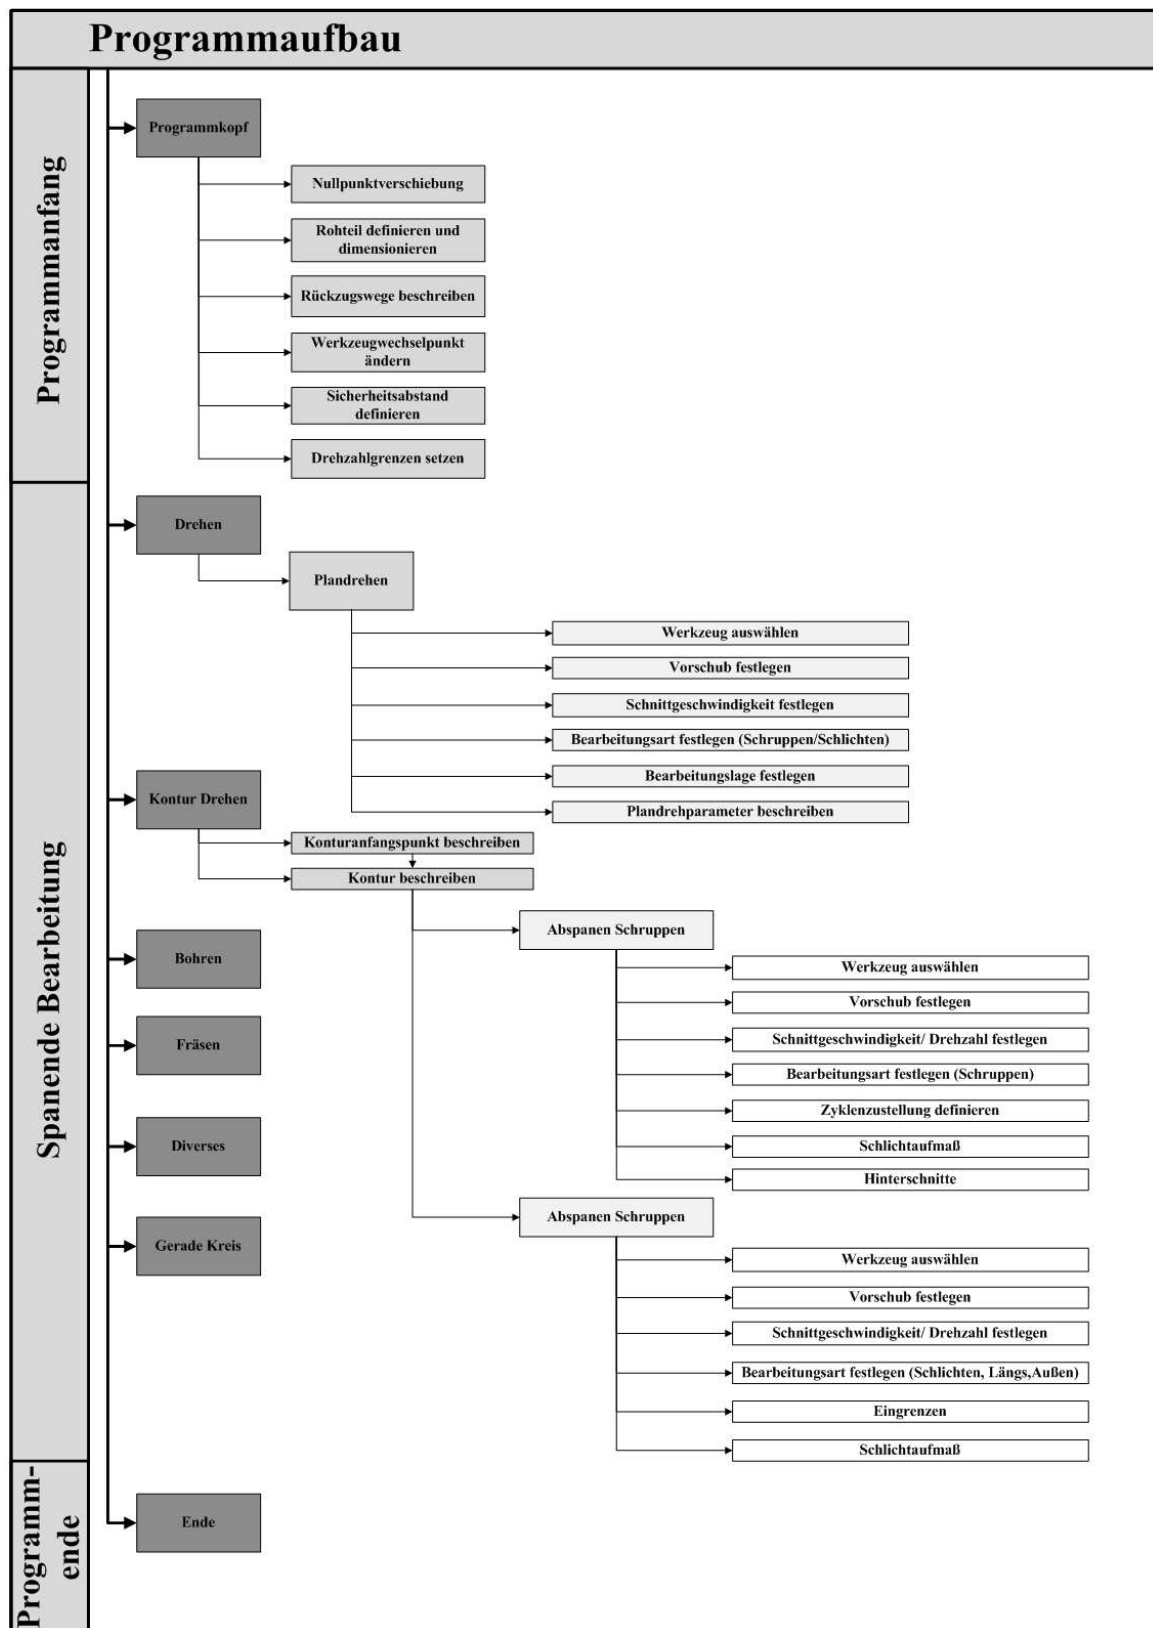 Programmaufbau
Programmanfang
Programmkopf
Nullpunktverschiebung
Rohteil definieren und
dimensionieren
Rückzugswege beschreiben
Werkzeugwechselpunkt
ändern
Sicherheitsabstand
definieren
Drehzahlgrenzen setzen
Spanende Bearbeitung
Drehen
Plandrehen
Werkzeug auswählen
Vorschub festlegen
Schnittgeschwindigkeit festlegen
Bearbeitungsart festlegen (Schruppen/Schlichten)
Bearbeitungslage festlegen
Plandrehparameter beschreiben
Kontur Drehen
Konturanfangspunkt beschreiben
Kontur beschreiben
Abspanen Schruppen
Werkzeug auswählen
Vorschub festlegen
Schnittgeschwindigkeit/ Drehzahl festlegen
Bearbeitungsart festlegen (Schruppen)
Zyklenzustellung definieren
Schlichtaufmaß
Hinterschnitte
Abspanen Schruppen
Werkzeug auswählen
Vorschub festlegen
Schnittgeschwindigkeit/ Drehzahl festlegen
Bearbeitungsart festlegen (Schlichten, Längs,Außen)
Eingrenzen
Schlichtaufmaß
Bohren
Fräsen
Diverses
Gerade Kreis
Programm-
ende
Ende